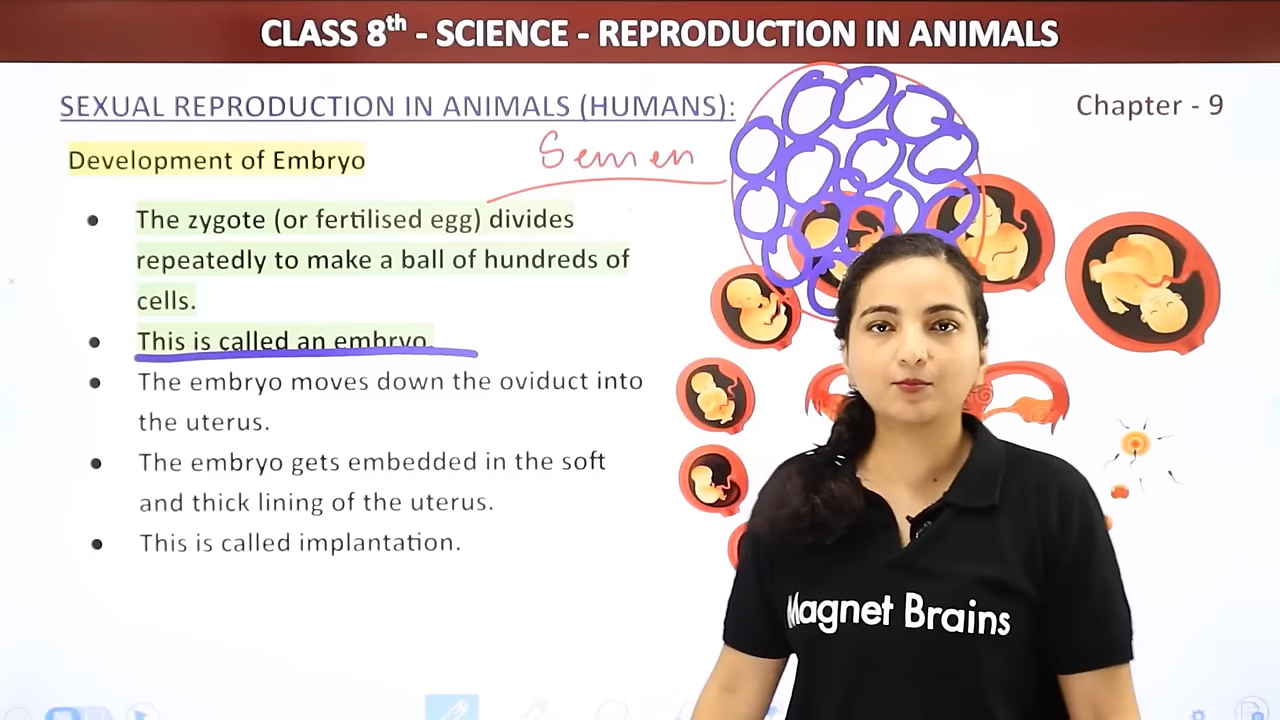 CLASS 8th - SCIENCE - REPRODUCTION IN ANIMALS
SEXUAL REPRODUCTION IN ANIMALS (HUMANS):
Chapter - 9
Development of Embryo
Semen
• The zygote (or fertilised egg) divides
repeatedly to make a ball of hundreds of
cells.
• This is called an embryo.
• The embryo moves down the oviduct into
the uterus.
• The embryo gets embedded in the soft
and thick lining of the uterus.
• This is called implantation.
Magnet Brains